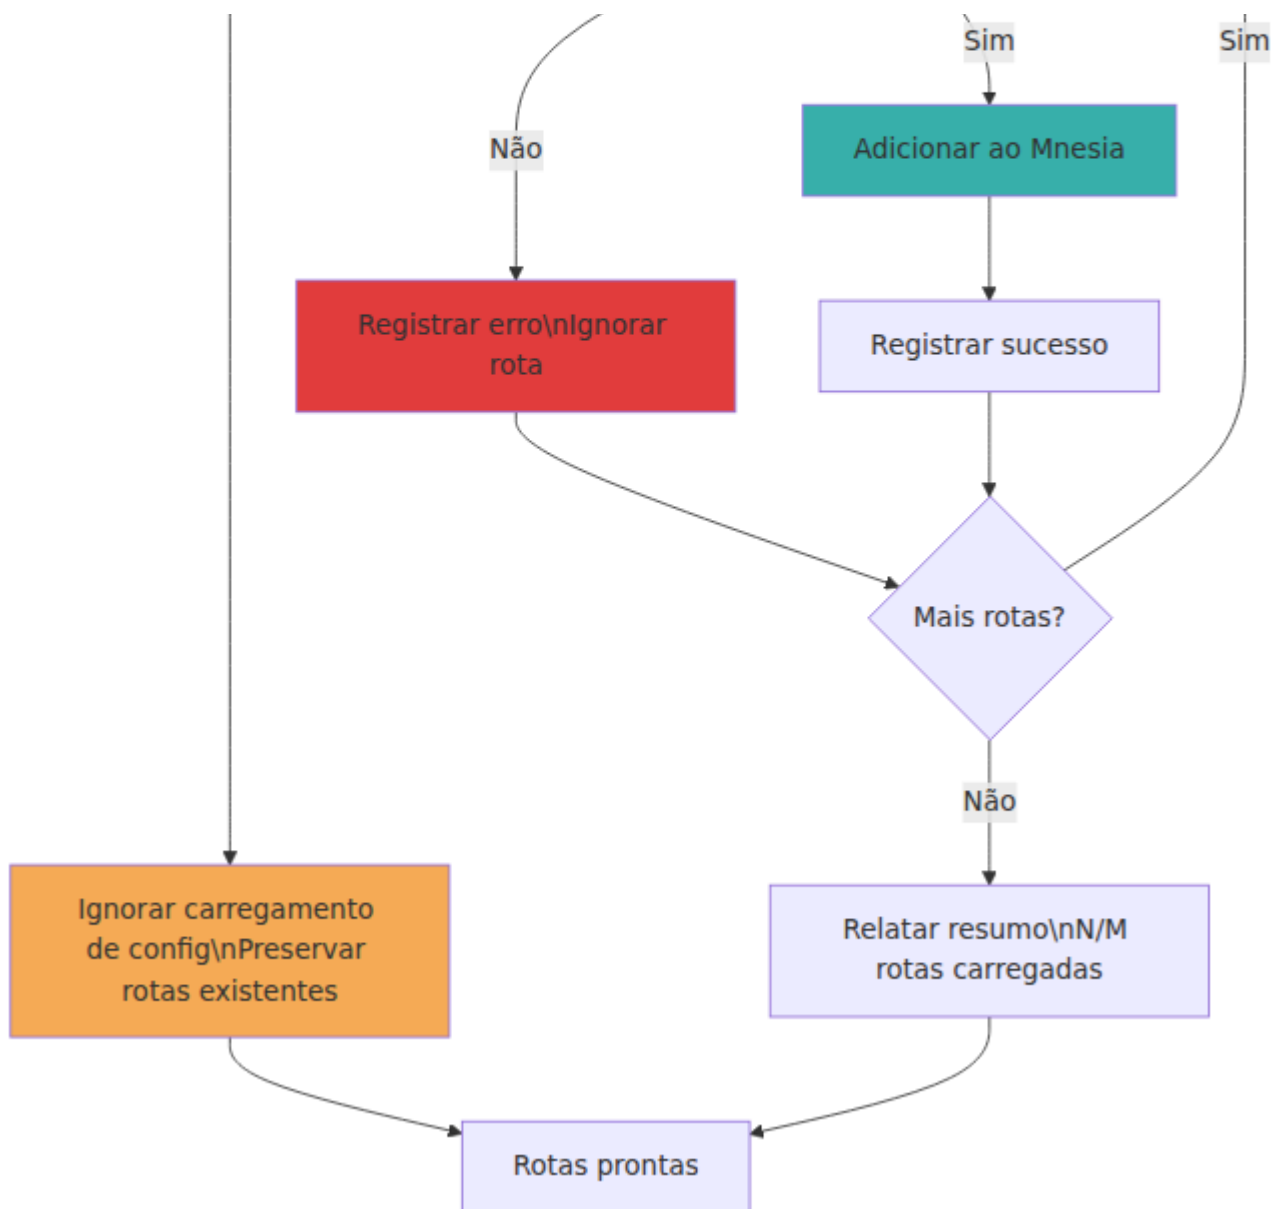 Sim
Sim
Não
Adicionar ao Mnesia
Registrar erro\nIgnorar
rota
Registrar sucesso
Mais rotas?
Não
Ignorar carregamento
de config\nPreservar
rotas existentes
Relatar resumo\nN/M
rotas carregadas
Rotas prontas